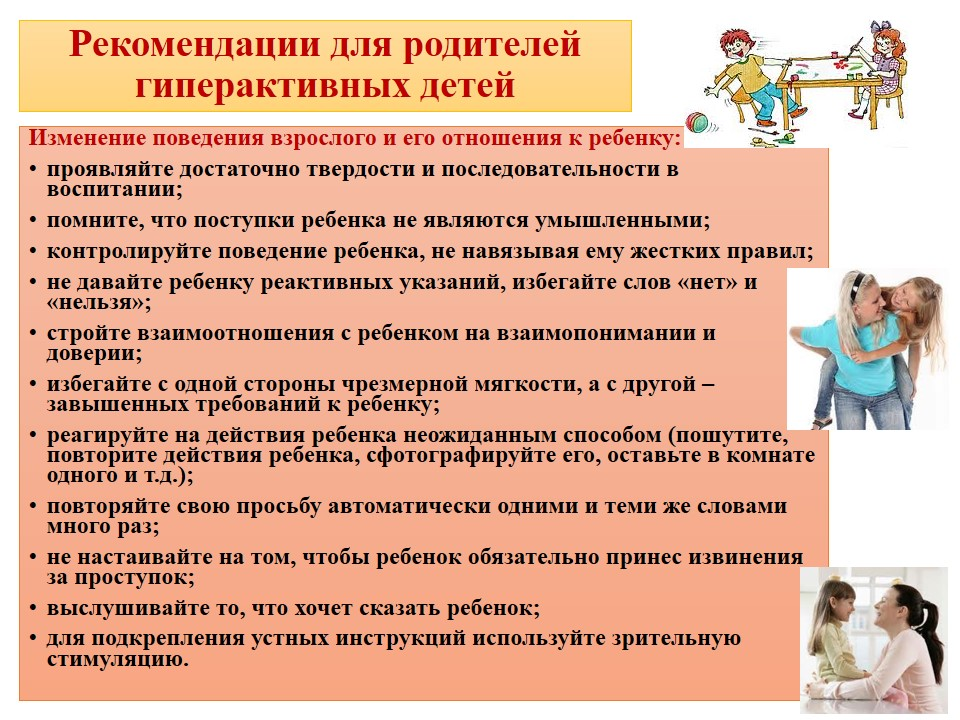 Рекомендации для родителей
гиперактивных детей
Изменение поведения взрослого и его отношения к ребенку:
• проявляйте достаточно твердости и последовательности в
воспитании;
• помните, что поступки ребенка не являются умышленными;
• контролируйте поведение ребенка, не навязывая ему жестких правил;
• не давайте ребенку реактивных указаний, избегайте слов «нет» и
«нельзя»;
• стройте взаимоотношения с ребенком на взаимопонимании и
доверии;
• избегайте с одной стороны чрезмерной мягкости, а с другой –
завышенных требований к ребенку;
• реагируйте на действия ребенка неожиданным способом (пошутите,
повторите действия ребенка, сфотографируйте его, оставьте в комнате
одного и т.д.);
• повторяйте свою просьбу автоматически одними и теми же словами
много раз;
• не настаивайте на том, чтобы ребенок обязательно принес извинения
за проступок;
• выслушивайте то, что хочет сказать ребенок;
• для подкрепления устных инструкций используйте зрительную
стимуляцию.